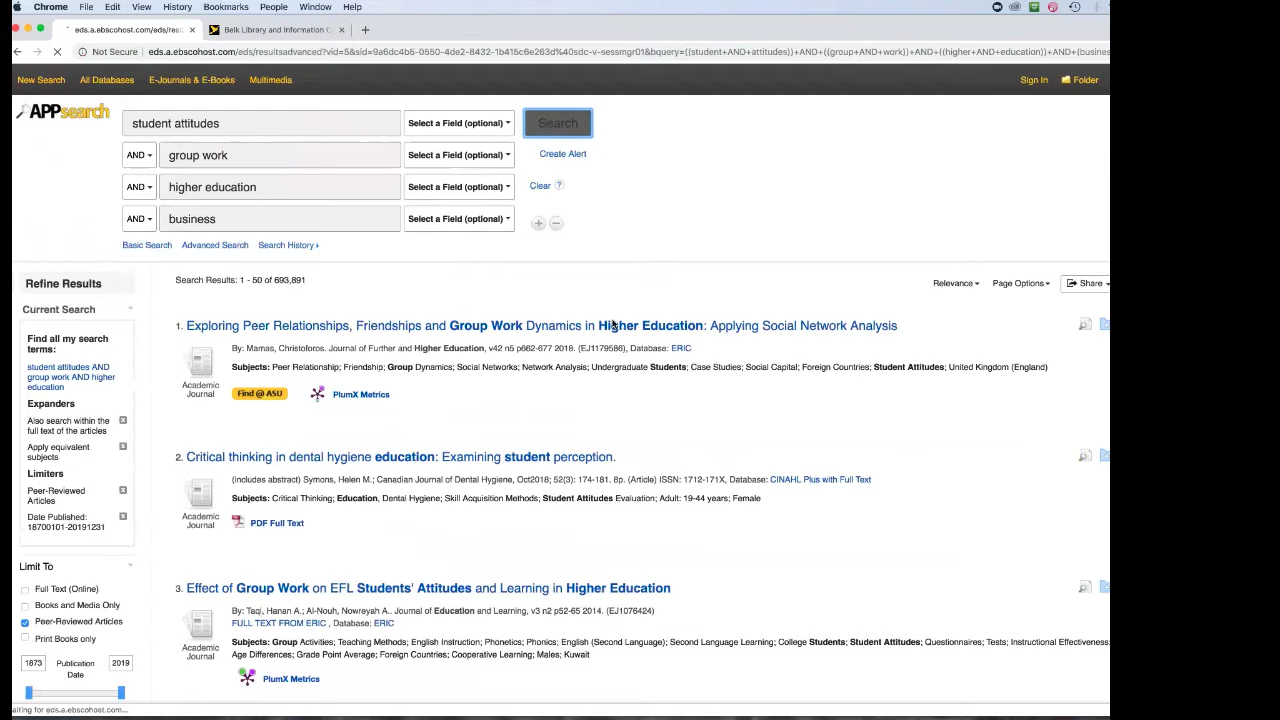 Chrome File Edit View History Bookmarks People Window Help
eds.a.ebscohost.com/eds/res × Belk Library and Information C ×
Not Secure eds.a.ebscohost.com/eds/resultsadvanced?vid=5&sid=9a6dc4b5-0550-4de2-8432-1b415c6e263d%40sdc-v-sessmgr01&bquery=((student+AND+attitudes))+AND+((group+AND+work))+AND+((higher+AND+education))+AND+(busines
New Search All Databases E-Journals & E-Books Multimedia Sign In Folder
APPsearch
student attitudes Select a Field (optional) Search
AND group work Select a Field (optional) Create Alert
AND higher education Select a Field (optional) Clear ?
AND business Select a Field (optional) + −
Basic Search Advanced Search Search History
Refine Results
Search Results: 1 - 50 of 693,891 Relevance Page Options Share
Current Search
Find all my search
terms:
student attitudes AND
group work AND higher
education
Expanders
Also search within the
full text of the articles
Apply equivalent
subjects
Limiters
Peer-Reviewed
Articles
Date Published:
18700101-20191231
Limit To
Full Text (Online)
Books and Media Only
Peer-Reviewed Articles
Print Books only
1873 Publication 2019
Date
1. Exploring Peer Relationships, Friendships and Group Work Dynamics in Higher Education: Applying Social Network Analysis
By: Mamas, Christoforos. Journal of Further and Higher Education, v42 n5 p662-677 2018. (EJ1179586), Database: ERIC
Subjects: Peer Relationship; Friendship; Group Dynamics; Social Networks; Network Analysis; Undergraduate Students; Case Studies; Social Capital; Foreign Countries; Student Attitudes; United Kingdom (England)
Academic
Journal
Find @ ASU PlumX Metrics
2. Critical thinking in dental hygiene education: Examining student perception.
(includes abstract) Symons, Helen M.; Canadian Journal of Dental Hygiene, Oct2018; 52(3): 174-181. 8p. (Article) ISSN: 1712-171X, Database: CINAHL Plus with Full Text
Subjects: Critical Thinking; Education, Dental Hygiene; Skill Acquisition Methods; Student Attitudes Evaluation; Adult: 19-44 years; Female
Academic
Journal
PDF Full Text
3. Effect of Group Work on EFL Students' Attitudes and Learning in Higher Education
By: Taqi, Hanan A.; Al-Nouh, Nowreyah A.. Journal of Education and Learning, v3 n2 p52-65 2014. (EJ1076424)
FULL TEXT FROM ERIC , Database: ERIC
Subjects: Group Activities; Teaching Methods; English Instruction; Phonetics; Phonics; English (Second Language); Second Language Learning; College Students; Student Attitudes; Questionnaires; Tests; Instructional Effectiveness;
Age Differences; Grade Point Average; Foreign Countries; Cooperative Learning; Males; Kuwait
Academic
Journal
PlumX Metrics
aiting for eds.a.ebscohost.com...